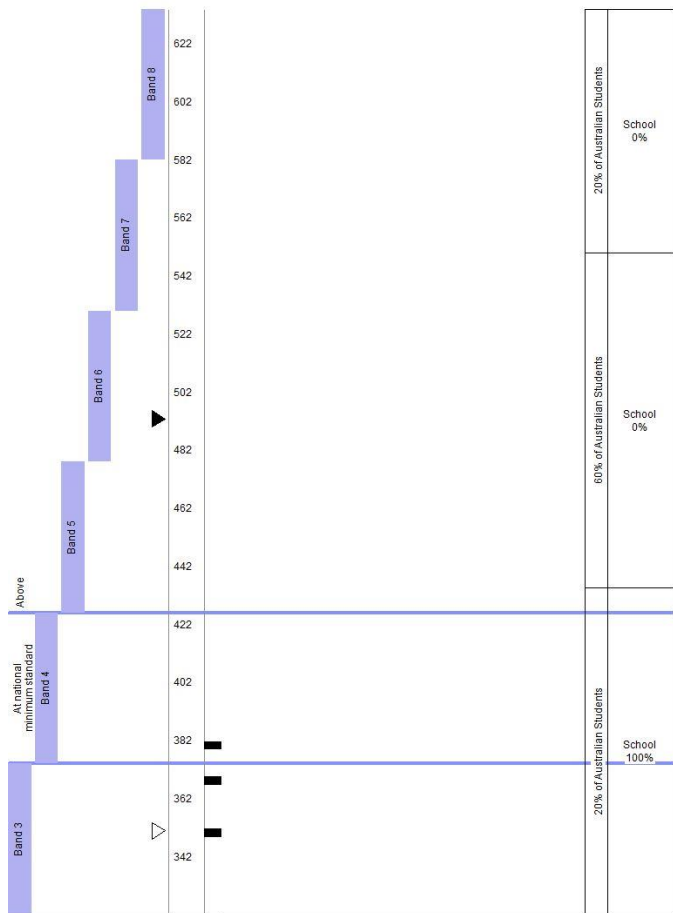 Band 8
Band 7
Band 6
Band 5
Band 4
Band 3
Above
At national
minimum standard
622
602
582
562
542
522
502
482
462
442
422
402
382
362
342
20% of Australian Students
School
0%
60% of Australian Students
School
0%
20% of Australian Students
School
100%